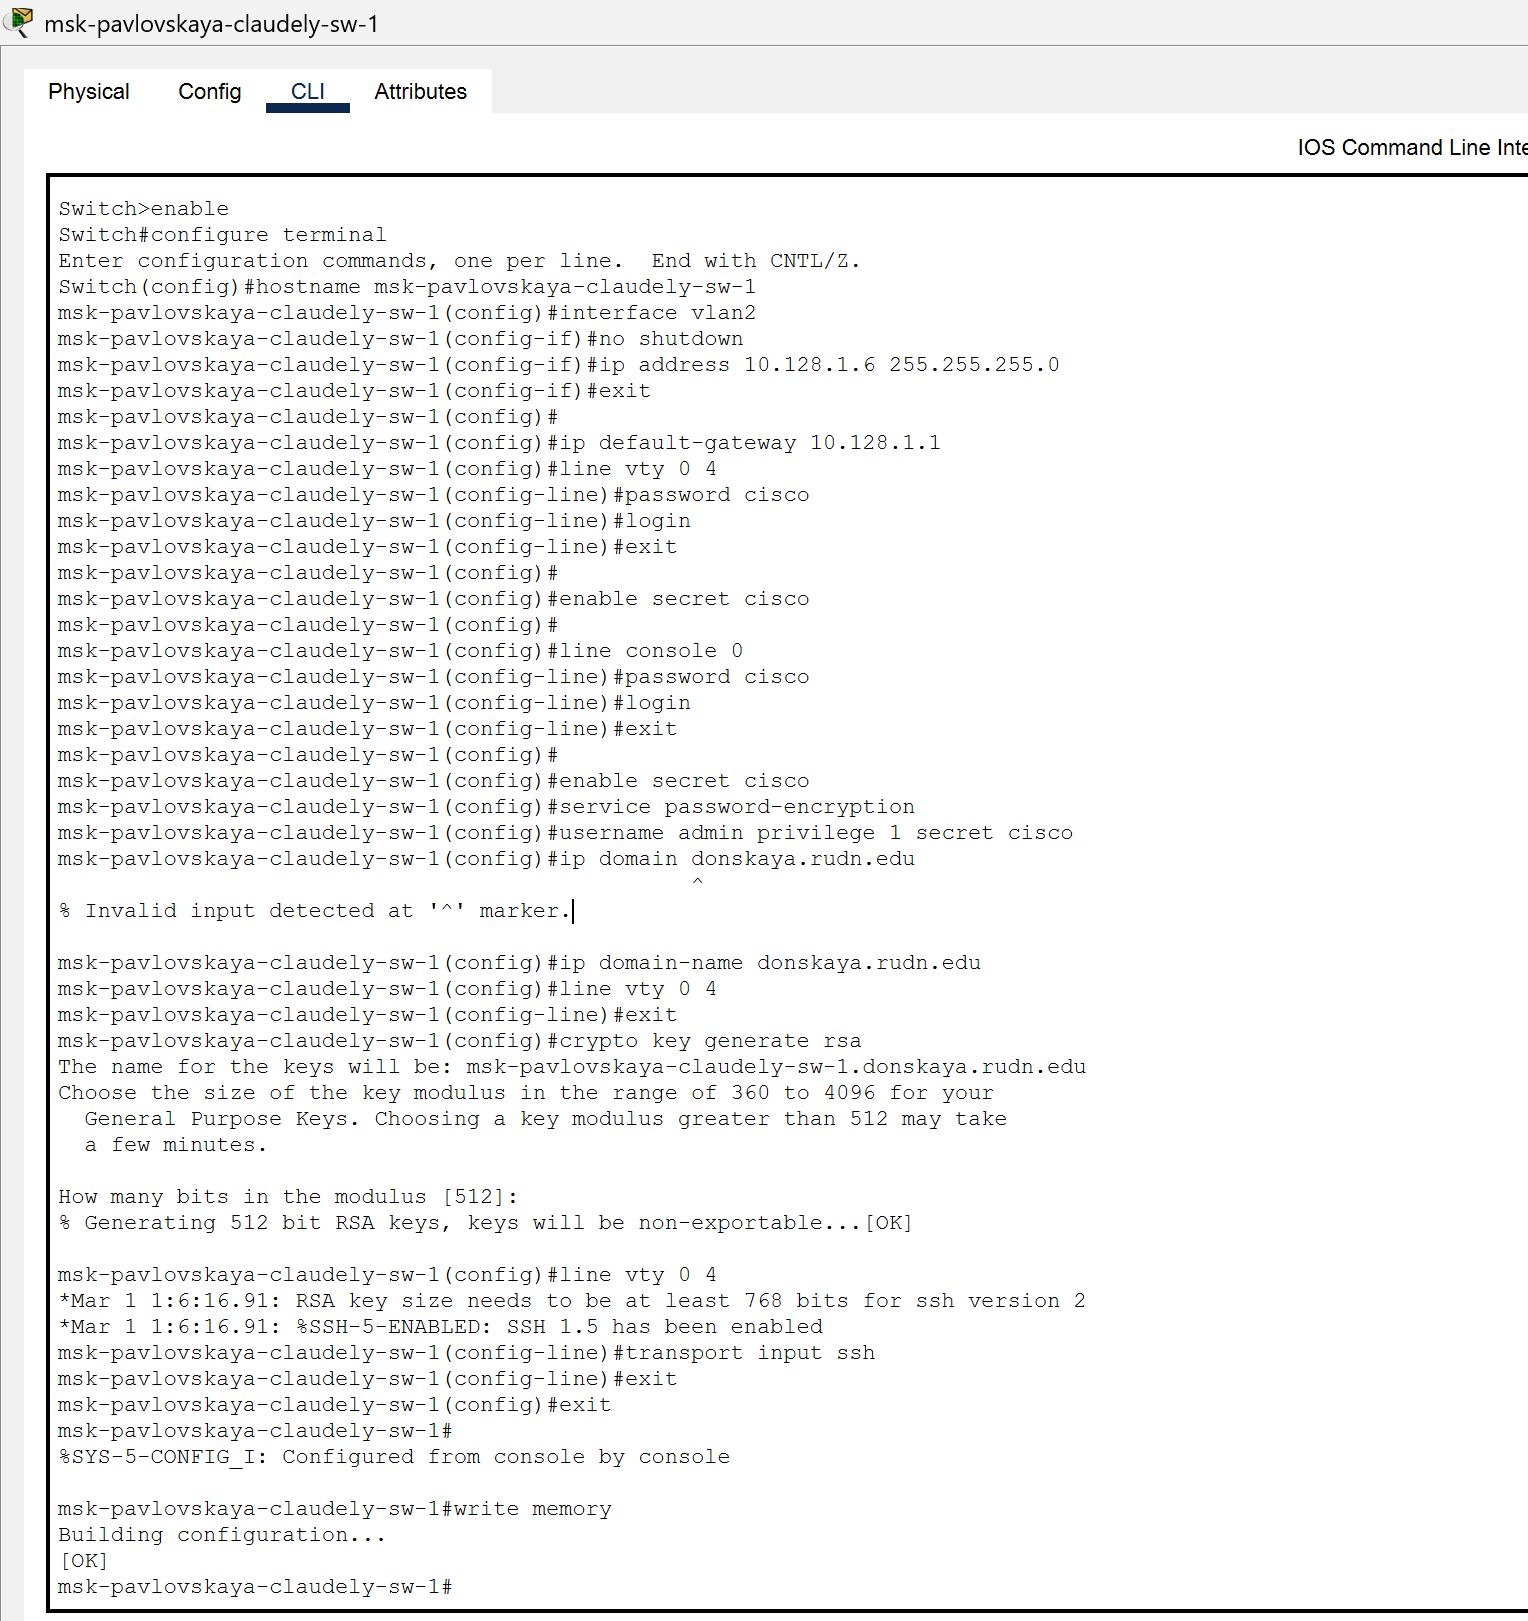 msk-pavlovskaya-claudely-sw-1
Physical Config CLI Attributes
IOS Command Line
Switch>enable
Switch#configure terminal
Enter configuration commands, one per line.  End with CNTL/Z.
Switch(config)#hostname msk-pavlovskaya-claudely-sw-1
msk-pavlovskaya-claudely-sw-1(config)#interface vlan2
msk-pavlovskaya-claudely-sw-1(config-if)#no shutdown
msk-pavlovskaya-claudely-sw-1(config-if)#ip address 10.128.1.6 255.255.255.0
msk-pavlovskaya-claudely-sw-1(config-if)#exit
msk-pavlovskaya-claudely-sw-1(config)#
msk-pavlovskaya-claudely-sw-1(config)#ip default-gateway 10.128.1.1
msk-pavlovskaya-claudely-sw-1(config)#line vty 0 4
msk-pavlovskaya-claudely-sw-1(config-line)#password cisco
msk-pavlovskaya-claudely-sw-1(config-line)#login
msk-pavlovskaya-claudely-sw-1(config-line)#exit
msk-pavlovskaya-claudely-sw-1(config)#
msk-pavlovskaya-claudely-sw-1(config)#enable secret cisco
msk-pavlovskaya-claudely-sw-1(config)#
msk-pavlovskaya-claudely-sw-1(config)#line console 0
msk-pavlovskaya-claudely-sw-1(config-line)#password cisco
msk-pavlovskaya-claudely-sw-1(config-line)#login
msk-pavlovskaya-claudely-sw-1(config-line)#exit
msk-pavlovskaya-claudely-sw-1(config)#
msk-pavlovskaya-claudely-sw-1(config)#enable secret cisco
msk-pavlovskaya-claudely-sw-1(config)#service password-encryption
msk-pavlovskaya-claudely-sw-1(config)#username admin privilege 1 secret cisco
msk-pavlovskaya-claudely-sw-1(config)#ip domain donskaya.rudn.edu
^
% Invalid input detected at '^' marker.
msk-pavlovskaya-claudely-sw-1(config)#ip domain-name donskaya.rudn.edu
msk-pavlovskaya-claudely-sw-1(config)#line vty 0 4
msk-pavlovskaya-claudely-sw-1(config-line)#exit
msk-pavlovskaya-claudely-sw-1(config)#crypto key generate rsa
The name for the keys will be: msk-pavlovskaya-claudely-sw-1.donskaya.rudn.edu
Choose the size of the key modulus in the range of 360 to 4096 for your
General Purpose Keys. Choosing a key modulus greater than 512 may take
a few minutes.
How many bits in the modulus [512]:
% Generating 512 bit RSA keys, keys will be non-exportable...[OK]
msk-pavlovskaya-claudely-sw-1(config)#line vty 0 4
*Mar 1 1:6:16.91: RSA key size needs to be at least 768 bits for ssh version 2
*Mar 1 1:6:16.91: %SSH-5-ENABLED: SSH 1.5 has been enabled
msk-pavlovskaya-claudely-sw-1(config-line)#transport input ssh
msk-pavlovskaya-claudely-sw-1(config-line)#exit
msk-pavlovskaya-claudely-sw-1(config)#exit
msk-pavlovskaya-claudely-sw-1#
%SYS-5-CONFIG_I: Configured from console by console
msk-pavlovskaya-claudely-sw-1#write memory
Building configuration...
[OK]
msk-pavlovskaya-claudely-sw-1#